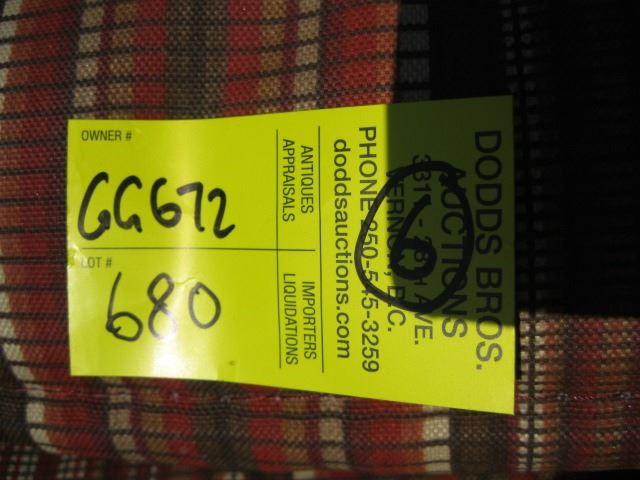 DODDS BROS.
AUCTIONS
AVE.
VERNON, B.C.
PHONE 250-545-3259
doddsauctions.com
6
ANTIQUES
APPRAISALS
IMPORTERS
LIQUIDATIONS
OWNER #
GG672
LOT #
680